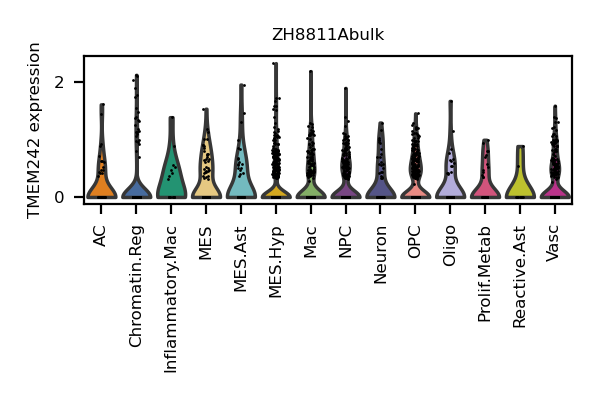 ZH8811Abulk
TMEM242 expression
2
0
AC
Chromatin.Reg
Inflammatory.Mac
MES
MES.Ast
MES.Hyp
Mac
NPC
Neuron
OPC
Oligo
Prolif.Metab
Reactive.Ast
Vasc